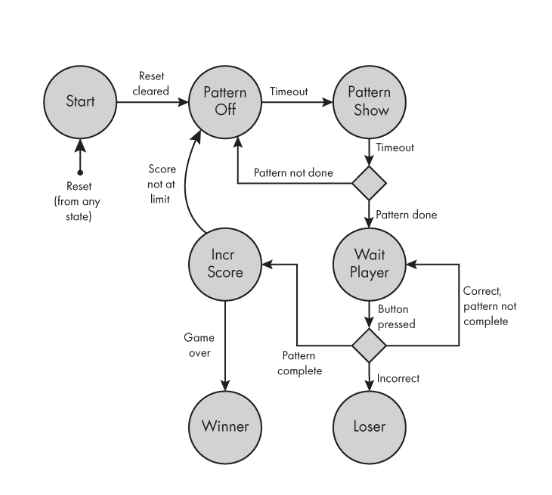 Reset
cleared
Start
Pattern
Off
Timeout
Pattern
Show
Timeout
Pattern not done
Score
not at
limit
Reset
(from any
state)
Pattern done
Incr
Score
Wait
Player
Correct,
pattern not
complete
Button
pressed
Game
over
Pattern
complete
Incorrect
Winner
Loser